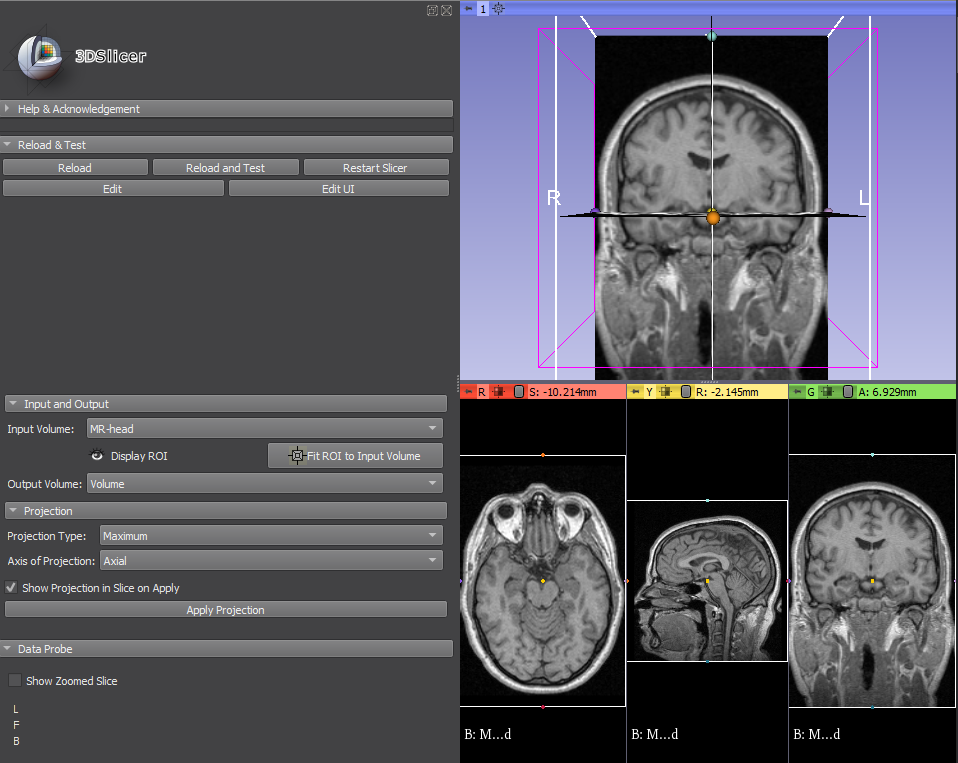 3DSlicer
Help & Acknowledgement
Reload & Test
Reload Reload and Test Restart Slicer
Edit Edit UI
Input and Output
Input Volume: MR-head
Display ROI Fit ROI to Input Volume
Output Volume: Volume
Projection
Projection Type: Maximum
Axis of Projection: Axial
Show Projection in Slice on Apply
Apply Projection
Data Probe
Show Zoomed Slice
L
F
B
1
R L
R S: -10.214mm Y R: -2.145mm G A: 6.929mm
B: M...d B: M...d B: M...d